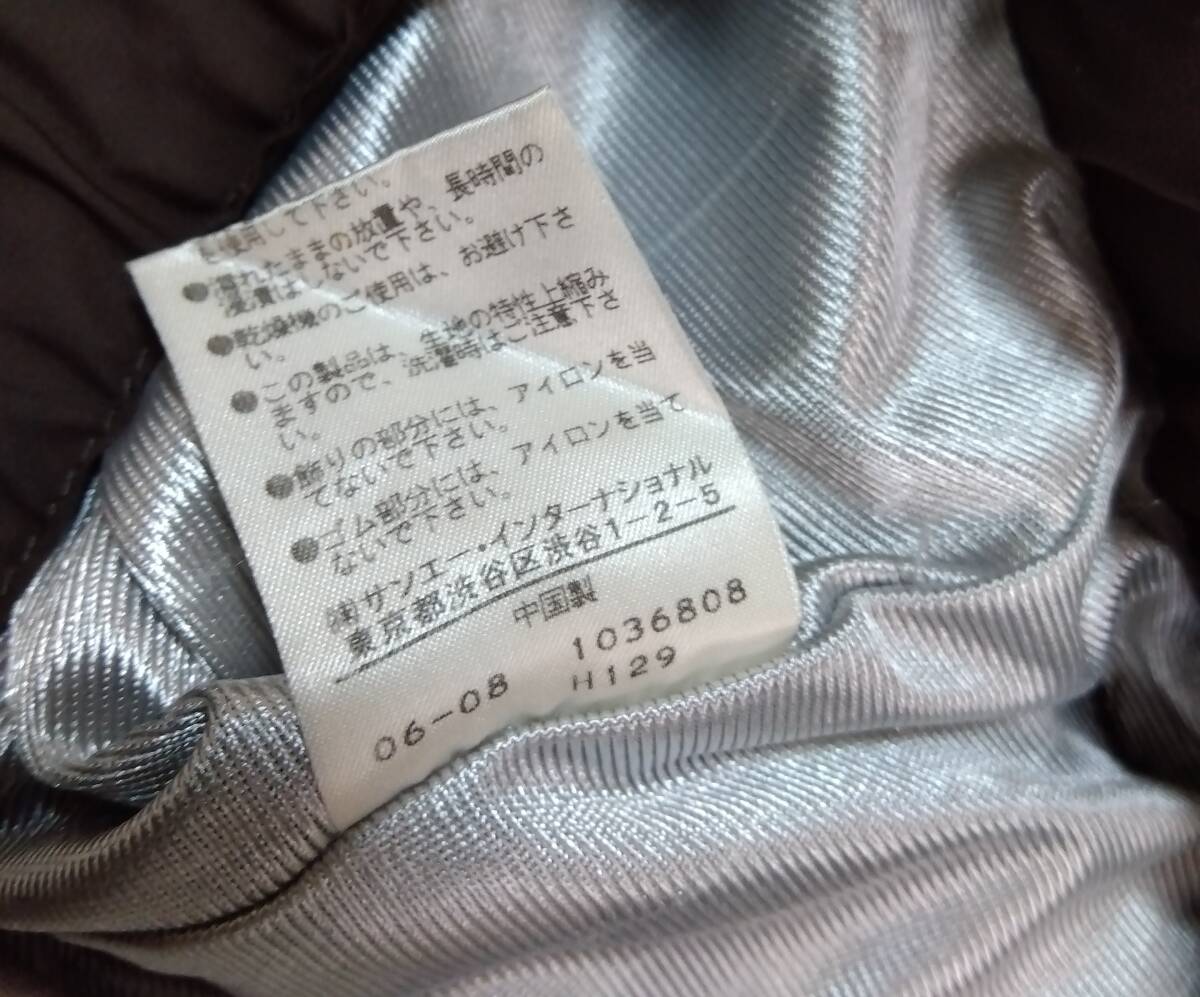 を使用して下さい。
●濡れたままの放置や、長時間の
浸漬はしないで下さい。
●乾燥機のご使用は、お避け下さ
い。
●この製品は、生地の特性上縮み
ますので、洗濯時はご注意下さ
い。
●飾りの部分には、アイロンを当
てないで下さい。
●ゴム部分には、アイロンを当て
ないで下さい。
㈱サンエー・インターナショナル
東京都渋谷区渋谷1-2-5
中国製
1036808
06-08 H129